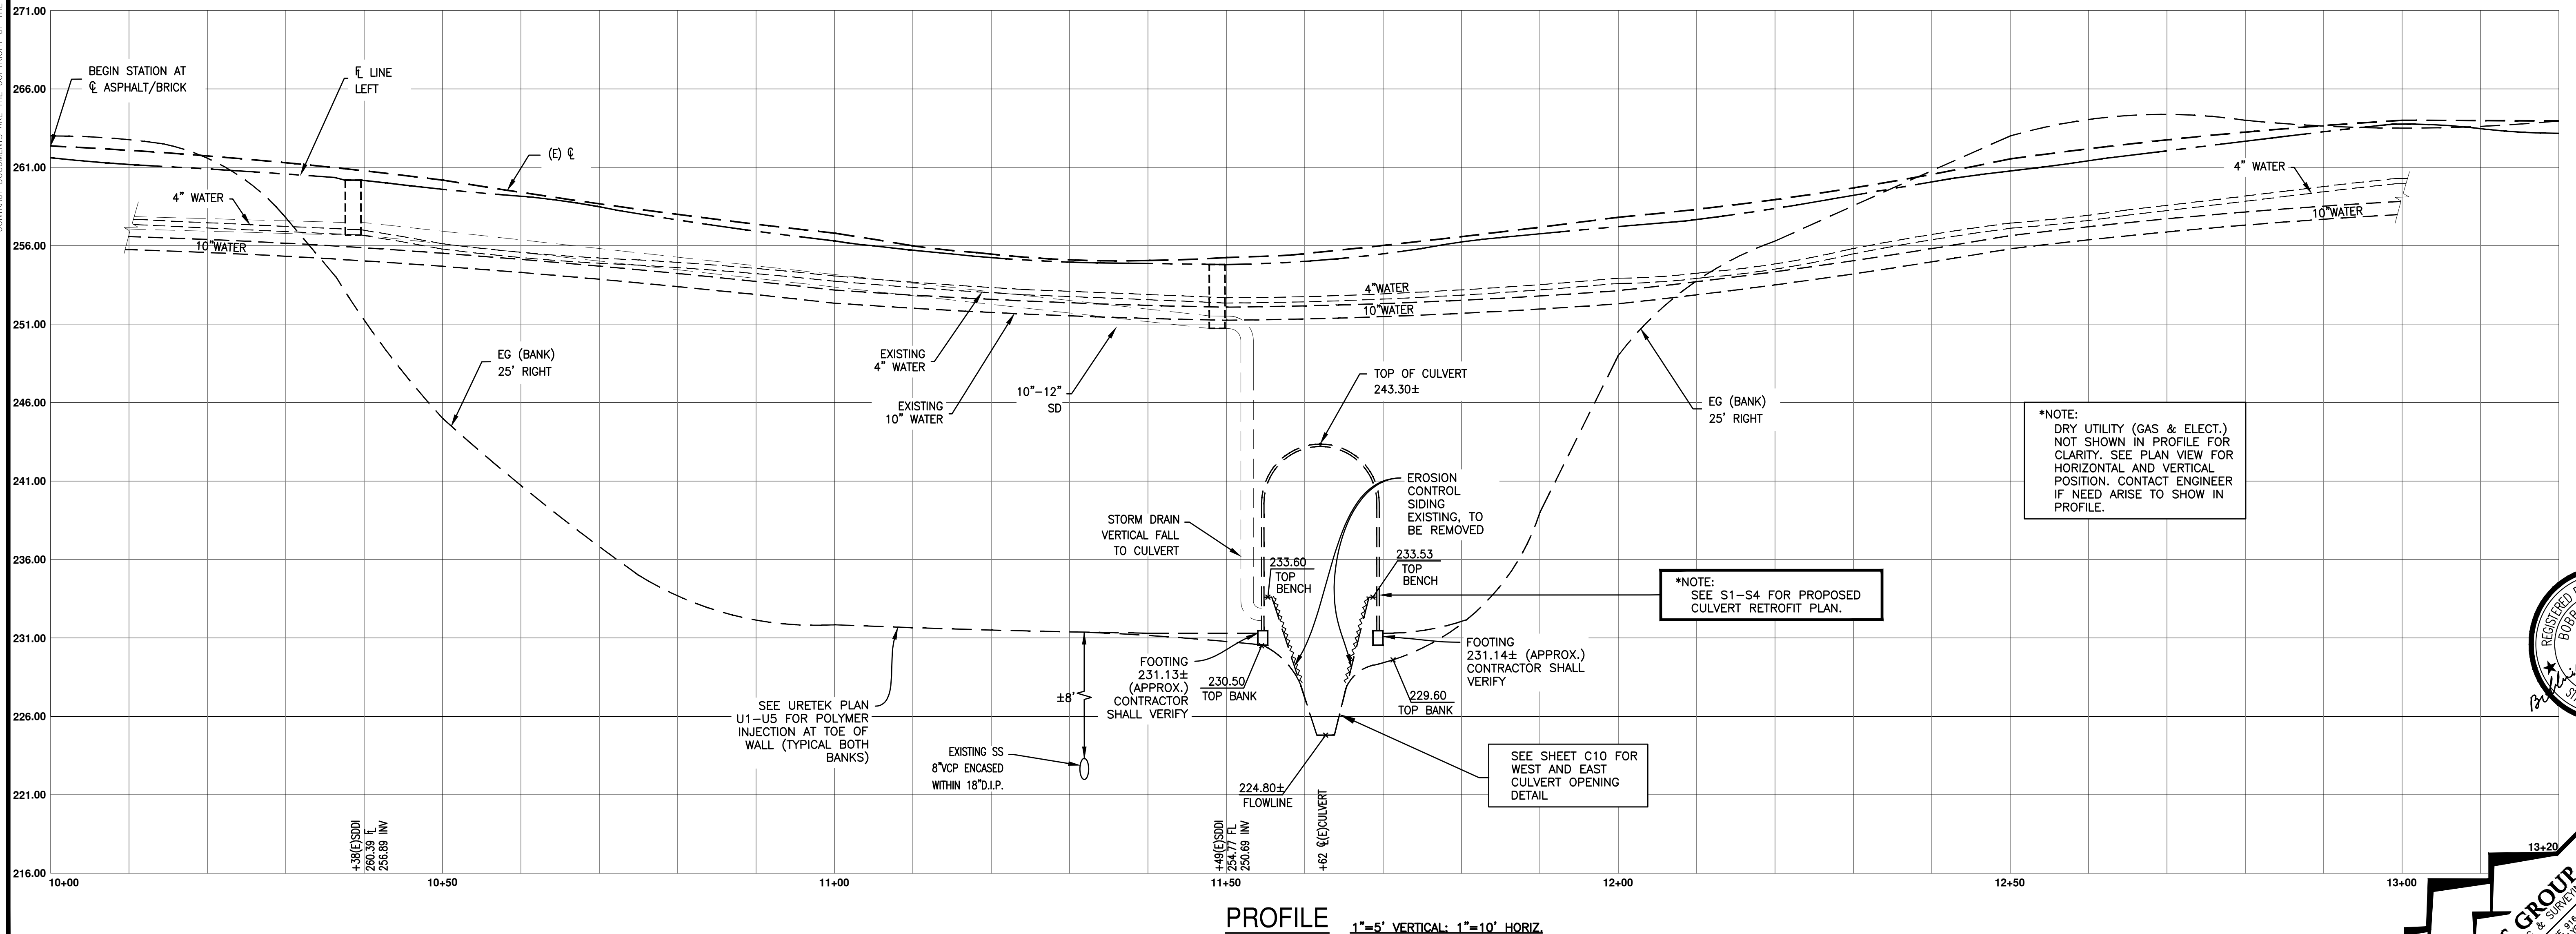 271.00
266.00
261.00
256.00
251.00
246.00
241.00
236.00
231.00
226.00
221.00
216.00
BEGIN STATION AT
℄ ASPHALT/BRICK
FL LINE
LEFT
(E) ℄
4" WATER
10"WATER
EG (BANK)
25' RIGHT
EXISTING
4" WATER
EXISTING
10" WATER
10"-12"
SD
4"WATER
10"WATER
TOP OF CULVERT
243.30±
EG (BANK)
25' RIGHT
4" WATER
10"WATER
*NOTE:
DRY UTILITY (GAS & ELECT.)
NOT SHOWN IN PROFILE FOR
CLARITY. SEE PLAN VIEW FOR
HORIZONTAL AND VERTICAL
POSITION. CONTACT ENGINEER
IF NEED ARISE TO SHOW IN
PROFILE.
EROSION
CONTROL
SIDING
EXISTING, TO
BE REMOVED
STORM DRAIN
VERTICAL FALL
TO CULVERT
233.60
TOP
BENCH
233.53
TOP
BENCH
*NOTE:
SEE S1-S4 FOR PROPOSED
CULVERT RETROFIT PLAN.
FOOTING
231.13±
(APPROX.)
CONTRACTOR
SHALL VERIFY
230.50
TOP BANK
FOOTING
231.14± (APPROX.)
CONTRACTOR SHALL
VERIFY
229.60
TOP BANK
±8'
SEE URETEK PLAN
U1-U5 FOR POLYMER
INJECTION AT TOE OF
WALL (TYPICAL BOTH
BANKS)
EXISTING SS
8"VCP ENCASED
WITHIN 18"D.I.P.
SEE SHEET C10 FOR
WEST AND EAST
CULVERT OPENING
DETAIL
224.80±
FLOWLINE
+38(E)SDDI
260.39 FL
256.89 INV
+49(E)SDDI
254.77 FL
250.69 INV
+62 ℄(E)CULVERT
10+00
10+50
11+00
11+50
12+00
12+50
13+00
13+20
PROFILE
1"=5' VERTICAL: 1"=10' HORIZ.
REGISTERED
GROUP
& SURVEYIN